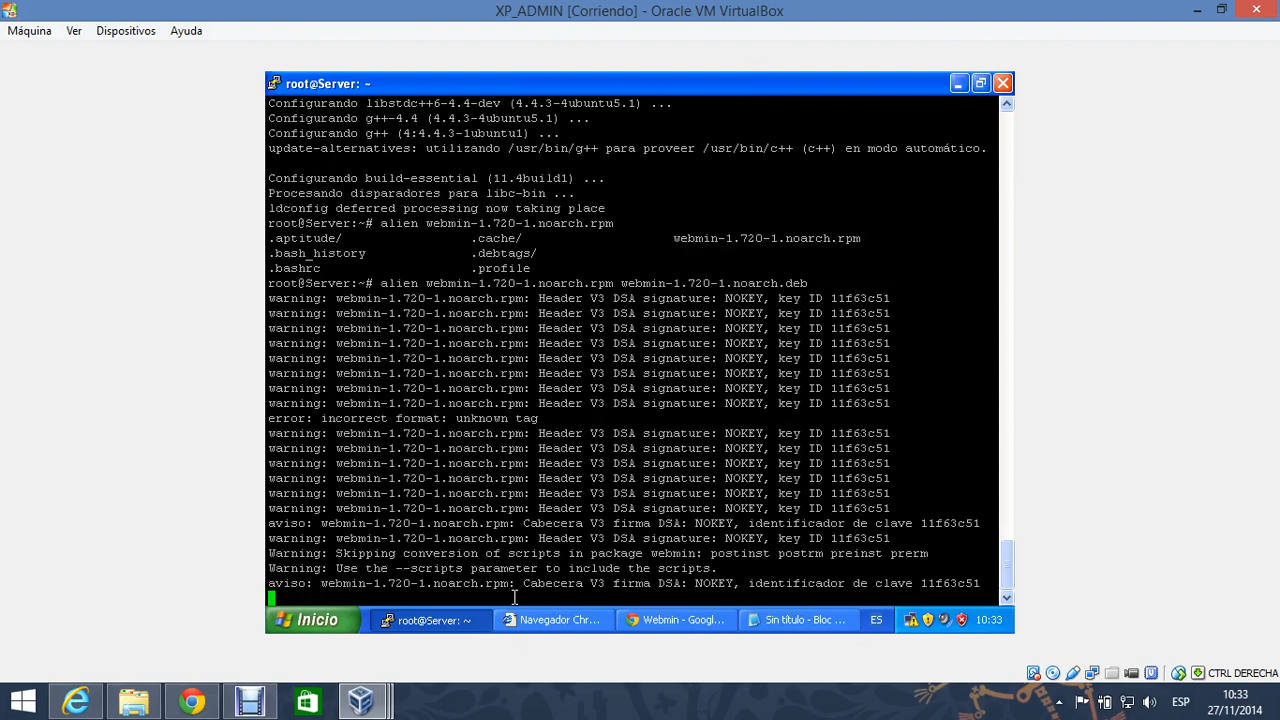 XP_ADMIN [Corriendo] - Oracle VM VirtualBox
Máquina Ver Dispositivos Ayuda
root@Server: ~
Configurando libstdc++6-4.4-dev (4.4.3-4ubuntu5.1) ...
Configurando g++-4.4 (4.4.3-4ubuntu5.1) ...
Configurando g++ (4:4.4.3-1ubuntu1) ...
update-alternatives: utilizando /usr/bin/g++ para proveer /usr/bin/c++ (c++) en modo automático.
Configurando build-essential (11.4build1) ...
Procesando disparadores para libc-bin ...
ldconfig deferred processing now taking place
root@Server:~# alien webmin-1.720-1.noarch.rpm
.aptitude/ .cache/ webmin-1.720-1.noarch.rpm
.bash_history .debtags/
.bashrc .profile
root@Server:~# alien webmin-1.720-1.noarch.rpm webmin-1.720-1.noarch.deb
warning: webmin-1.720-1.noarch.rpm: Header V3 DSA signature: NOKEY, key ID 11f63c51
warning: webmin-1.720-1.noarch.rpm: Header V3 DSA signature: NOKEY, key ID 11f63c51
warning: webmin-1.720-1.noarch.rpm: Header V3 DSA signature: NOKEY, key ID 11f63c51
warning: webmin-1.720-1.noarch.rpm: Header V3 DSA signature: NOKEY, key ID 11f63c51
warning: webmin-1.720-1.noarch.rpm: Header V3 DSA signature: NOKEY, key ID 11f63c51
warning: webmin-1.720-1.noarch.rpm: Header V3 DSA signature: NOKEY, key ID 11f63c51
warning: webmin-1.720-1.noarch.rpm: Header V3 DSA signature: NOKEY, key ID 11f63c51
warning: webmin-1.720-1.noarch.rpm: Header V3 DSA signature: NOKEY, key ID 11f63c51
error: incorrect format: unknown tag
warning: webmin-1.720-1.noarch.rpm: Header V3 DSA signature: NOKEY, key ID 11f63c51
warning: webmin-1.720-1.noarch.rpm: Header V3 DSA signature: NOKEY, key ID 11f63c51
warning: webmin-1.720-1.noarch.rpm: Header V3 DSA signature: NOKEY, key ID 11f63c51
warning: webmin-1.720-1.noarch.rpm: Header V3 DSA signature: NOKEY, key ID 11f63c51
warning: webmin-1.720-1.noarch.rpm: Header V3 DSA signature: NOKEY, key ID 11f63c51
warning: webmin-1.720-1.noarch.rpm: Header V3 DSA signature: NOKEY, key ID 11f63c51
aviso: webmin-1.720-1.noarch.rpm: Cabecera V3 firma DSA: NOKEY, identificador de clave 11f63c51
warning: webmin-1.720-1.noarch.rpm: Header V3 DSA signature: NOKEY, key ID 11f63c51
Warning: Skipping conversion of scripts in package webmin: postinst postrm preinst prerm
Warning: Use the --scripts parameter to include the scripts.
aviso: webmin-1.720-1.noarch.rpm: Cabecera V3 firma DSA: NOKEY, identificador de clave 11f63c51
Inicio root@Server: ~ Navegador Chr... Webmin - Googl... Sin título - Bloc ... ES 10:33
CTRL DERECHA
ESP 10:33
27/11/2014